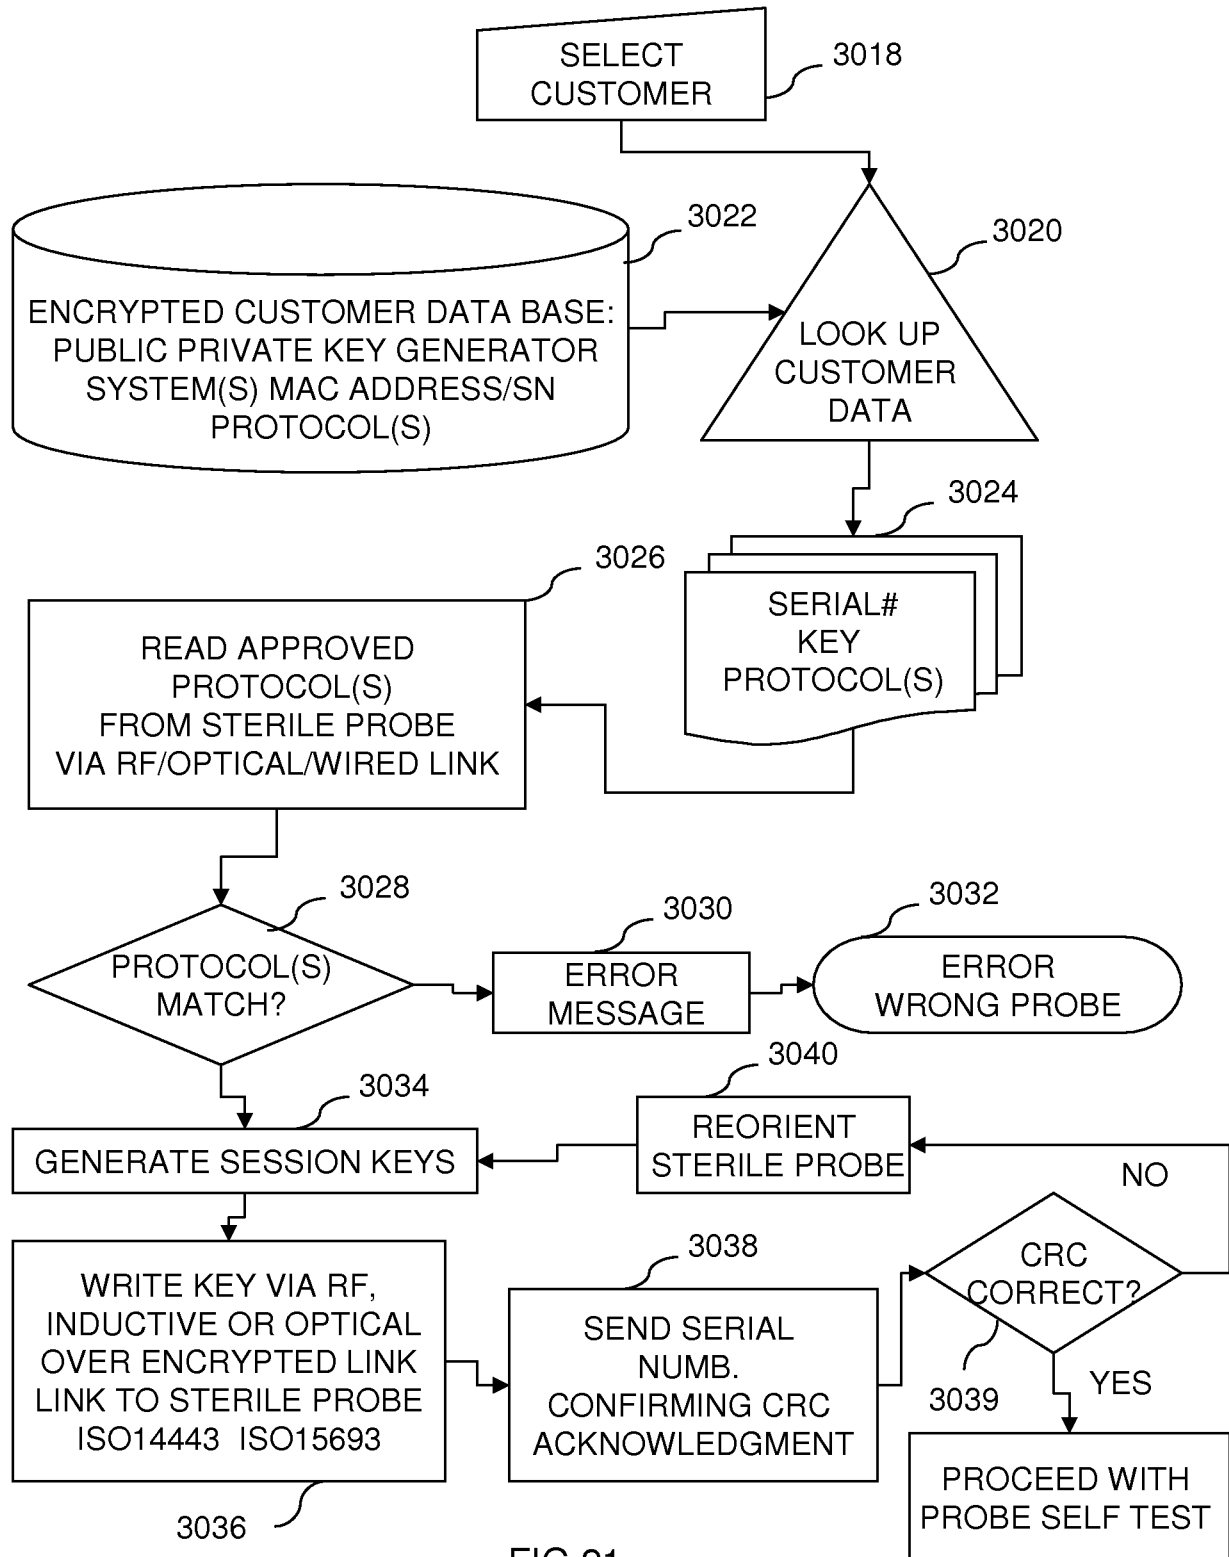 SELECT
CUSTOMER
3018
3022
3020
ENCRYPTED CUSTOMER DATA BASE:
PUBLIC PRIVATE KEY GENERATOR
SYSTEM(S) MAC ADDRESS/SN
PROTOCOL(S)
LOOK UP
CUSTOMER
DATA
3024
SERIAL#
KEY
PROTOCOL(S)
3026
READ APPROVED
PROTOCOL(S)
FROM STERILE PROBE
VIA RF/OPTICAL/WIRED LINK
3028
PROTOCOL(S)
MATCH?
3030
ERROR
MESSAGE
3032
ERROR
WRONG PROBE
3034
GENERATE SESSION KEYS
3040
REORIENT
STERILE PROBE
NO
WRITE KEY VIA RF,
INDUCTIVE OR OPTICAL
OVER ENCRYPTED LINK
LINK TO STERILE PROBE
ISO14443 ISO15693
3036
3038
SEND SERIAL
NUMB.
CONFIRMING CRC
ACKNOWLEDGMENT
CRC
CORRECT?
3039
YES
PROCEED WITH
PROBE SELF TEST